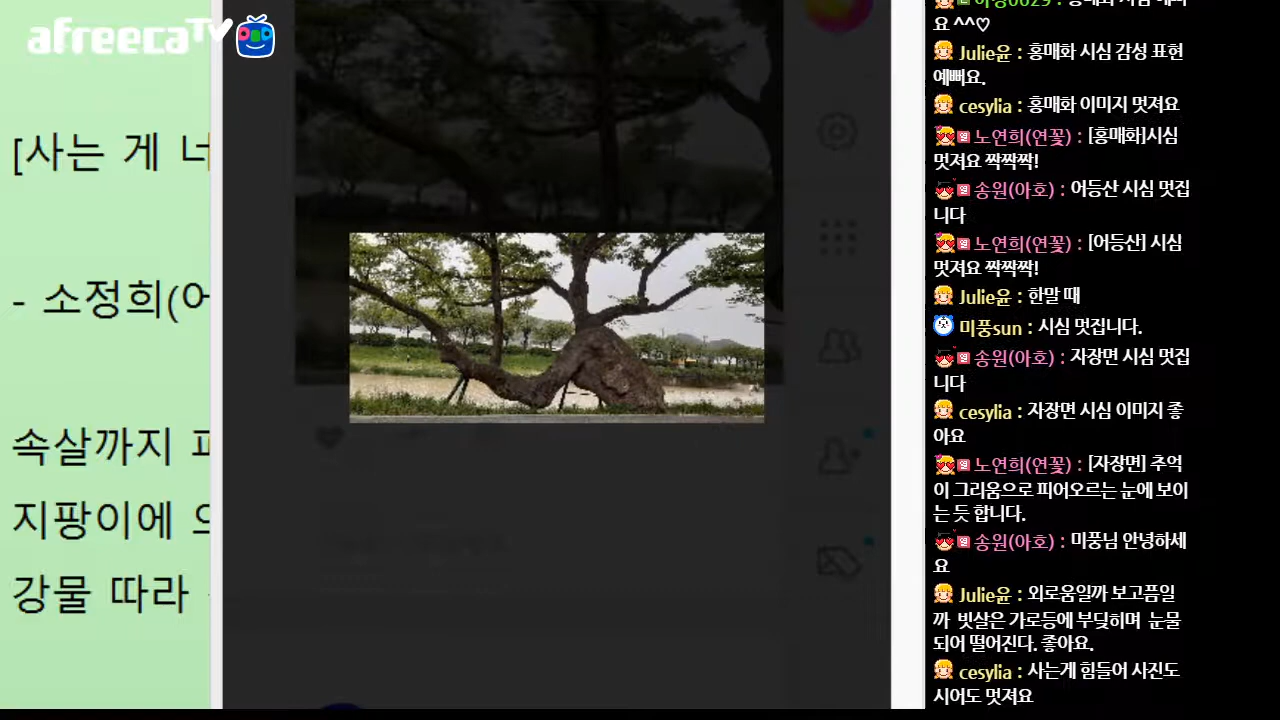 afreecaTV
[사는 게
- 소정희(
속살까지
지팡이에
강물 따라
요 ^^♡
Julie윤 : 홍매화 시심 감성 표현
예뻐요.
cesylia : 홍매화 이미지 멋져요
노연희(연꽃) : [홍매화]시심
멋져요 짝짝짝!
송원(아호) : 어등산 시심 멋집
니다
노연희(연꽃) : [어등산] 시심
멋져요 짝짝짝!
Julie윤 : 한말 때
미풍sun : 시심 멋집니다.
송원(아호) : 자장면 시심 멋집
니다
cesylia : 자장면 시심 이미지 좋
아요
노연희(연꽃) : [자장면] 추억
이 그리움으로 피어오르는 눈에 보이
는 듯 합니다.
송원(아호) : 미풍님 안녕하세
요
Julie윤 : 외로움일까 보고픔일
까 빗살은 가로등에 부딪히며 눈물
되어 떨어진다. 좋아요.
cesylia : 사는게 힘들어 사진도
시어도 멋져요